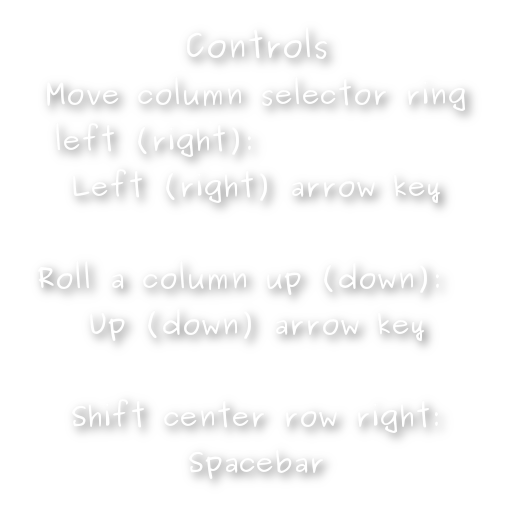 Controls
Move column selector ring
left (right):
Left (right) arrow key
Roll a column up (down):
Up (down) arrow key
Shift center row right:
Spacebar